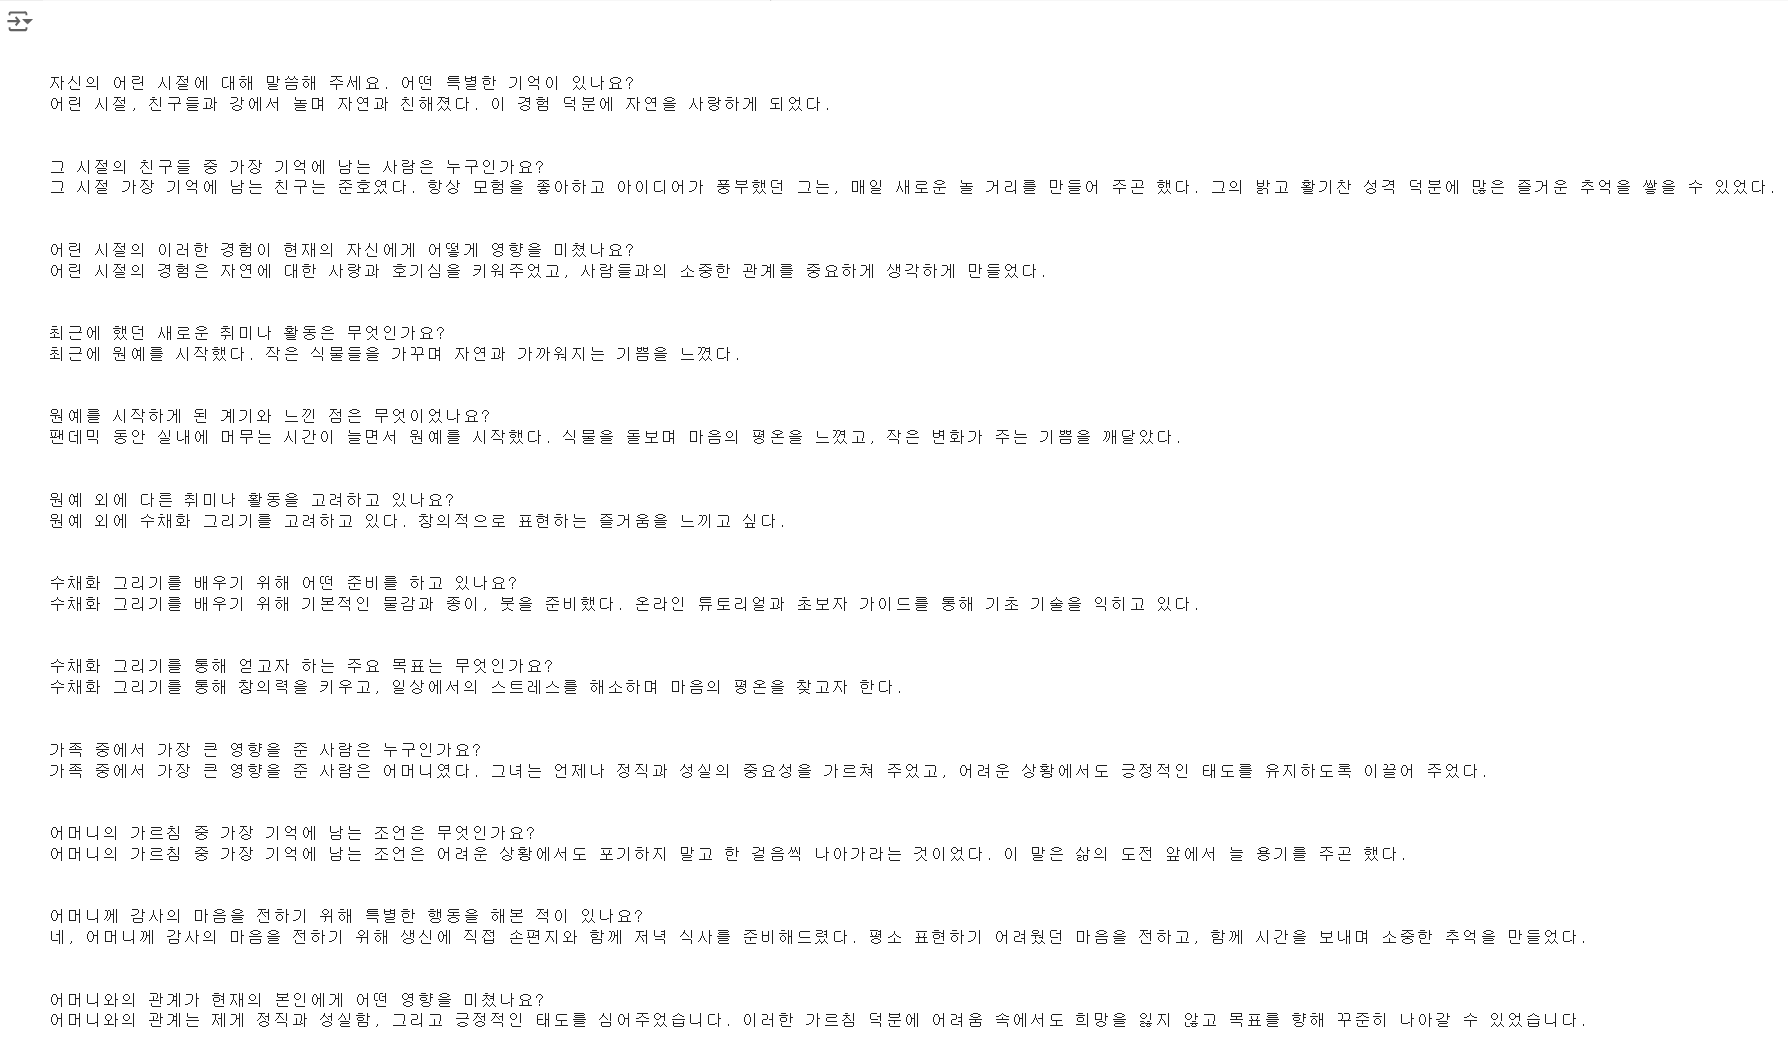 자신의 어린 시절에 대해 말씀해 주세요. 어떤 특별한 기억이 있나요?
어린 시절, 친구들과 강에서 놀며 자연과 친해졌다. 이 경험 덕분에 자연을 사랑하게 되었다.
그 시절의 친구들 중 가장 기억에 남는 사람은 누구인가요?
그 시절 가장 기억에 남는 친구는 준호였다. 항상 모험을 좋아하고 아이디어가 풍부했던 그는, 매일 새로운 놀 거리를 만들어 주곤 했다. 그의 밝고 활기찬 성격 덕분에 많은 즐거운 추억을 쌓을 수 있었다.
어린 시절의 이러한 경험이 현재의 자신에게 어떻게 영향을 미쳤나요?
어린 시절의 경험은 자연에 대한 사랑과 호기심을 키워주었고, 사람들과의 소중한 관계를 중요하게 생각하게 만들었다.
최근에 했던 새로운 취미나 활동은 무엇인가요?
최근에 원예를 시작했다. 작은 식물들을 가꾸며 자연과 가까워지는 기쁨을 느꼈다.
원예를 시작하게 된 계기와 느낀 점은 무엇이었나요?
팬데믹 동안 실내에 머무는 시간이 늘면서 원예를 시작했다. 식물을 돌보며 마음의 평온을 느꼈고, 작은 변화가 주는 기쁨을 깨달았다.
원예 외에 다른 취미나 활동을 고려하고 있나요?
원예 외에 수채화 그리기를 고려하고 있다. 창의적으로 표현하는 즐거움을 느끼고 싶다.
수채화 그리기를 배우기 위해 어떤 준비를 하고 있나요?
수채화 그리기를 배우기 위해 기본적인 물감과 종이, 붓을 준비했다. 온라인 튜토리얼과 초보자 가이드를 통해 기초 기술을 익히고 있다.
수채화 그리기를 통해 얻고자 하는 주요 목표는 무엇인가요?
수채화 그리기를 통해 창의력을 키우고, 일상에서의 스트레스를 해소하며 마음의 평온을 찾고자 한다.
가족 중에서 가장 큰 영향을 준 사람은 누구인가요?
가족 중에서 가장 큰 영향을 준 사람은 어머니였다. 그녀는 언제나 정직과 성실의 중요성을 가르쳐 주었고, 어려운 상황에서도 긍정적인 태도를 유지하도록 이끌어 주었다.
어머니의 가르침 중 가장 기억에 남는 조언은 무엇인가요?
어머니의 가르침 중 가장 기억에 남는 조언은 어려운 상황에서도 포기하지 말고 한 걸음씩 나아가라는 것이었다. 이 말은 삶의 도전 앞에서 늘 용기를 주곤 했다.
어머니께 감사의 마음을 전하기 위해 특별한 행동을 해본 적이 있나요?
네, 어머니께 감사의 마음을 전하기 위해 생신에 직접 손편지와 함께 저녁 식사를 준비해드렸다. 평소 표현하기 어려웠던 마음을 전하고, 함께 시간을 보내며 소중한 추억을 만들었다.
어머니와의 관계가 현재의 본인에게 어떤 영향을 미쳤나요?
어머니와의 관계는 제게 정직과 성실함, 그리고 긍정적인 태도를 심어주었습니다. 이러한 가르침 덕분에 어려움 속에서도 희망을 잃지 않고 목표를 향해 꾸준히 나아갈 수 있었습니다.